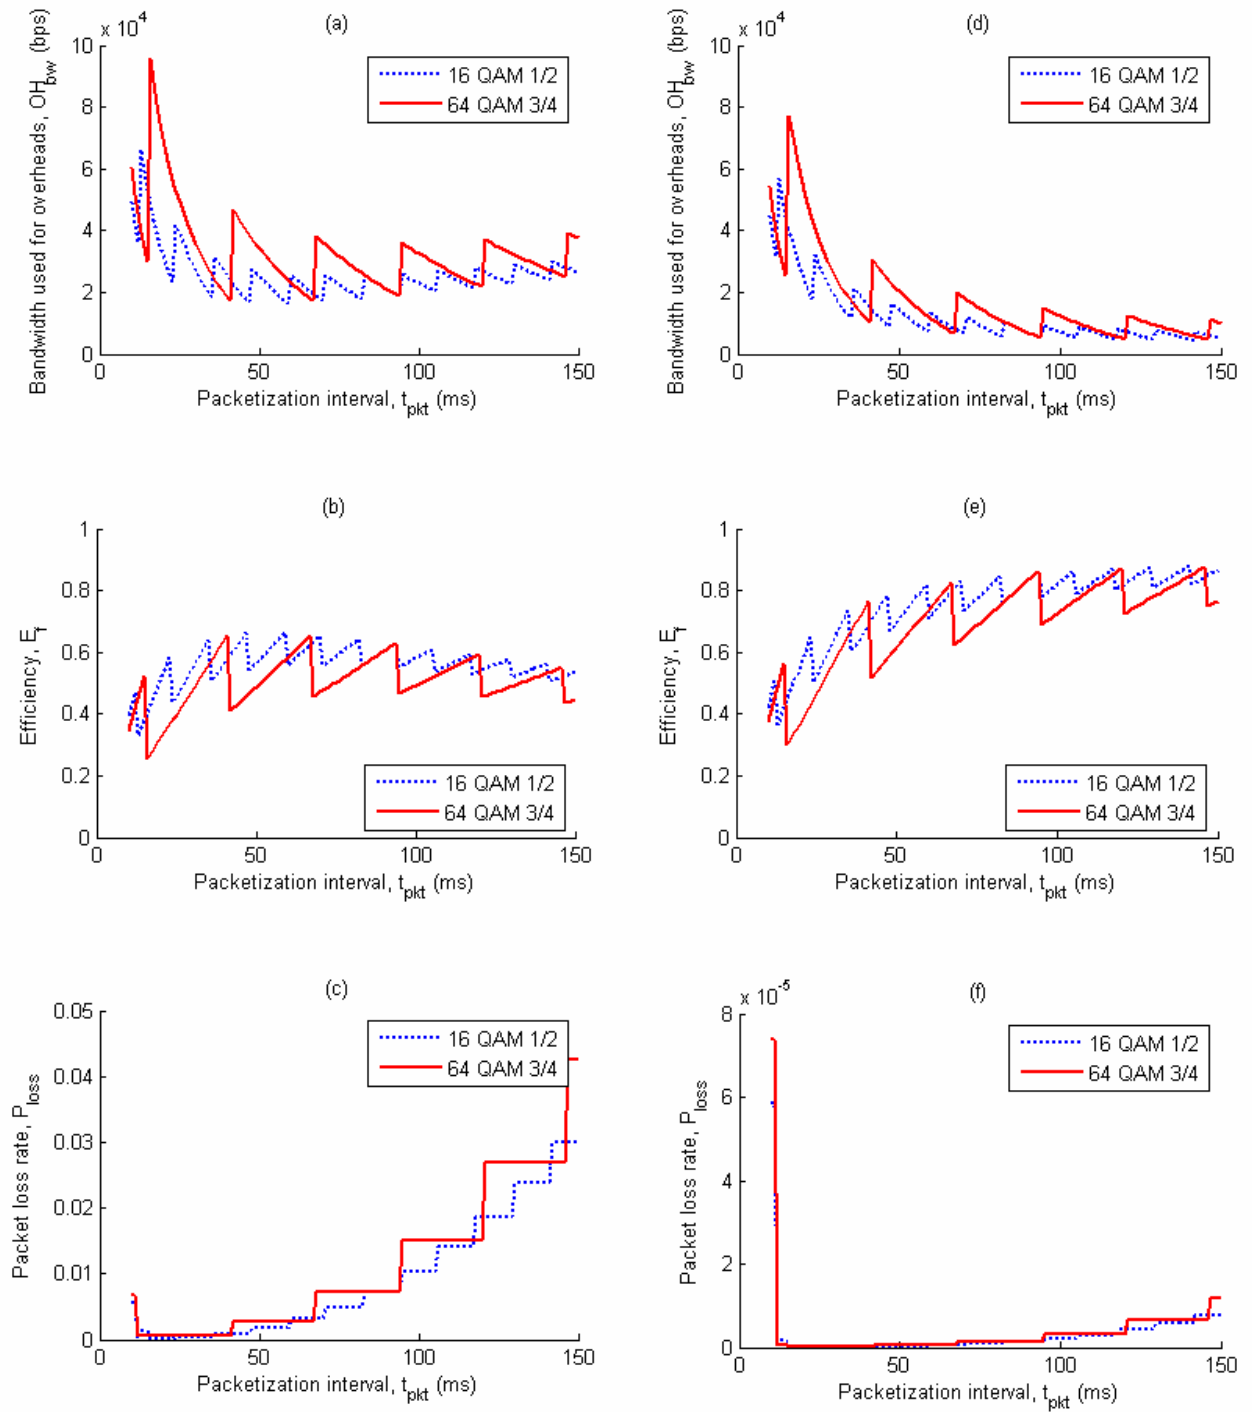 (a)
x 10^4
Bandwidth used for overheads, OH_bw (bps)
10
8
6
4
2
0
0 50 100 150
Packetization interval, t_pkt (ms)
16 QAM 1/2
64 QAM 3/4
(d)
x 10^4
Bandwidth used for overheads, OH_bw (bps)
10
8
6
4
2
0
0 50 100 150
Packetization interval, t_pkt (ms)
16 QAM 1/2
64 QAM 3/4
(b)
Efficiency, E_f
1
0.8
0.6
0.4
0.2
0
0 50 100 150
Packetization interval, t_pkt (ms)
16 QAM 1/2
64 QAM 3/4
(e)
Efficiency, E_f
1
0.8
0.6
0.4
0.2
0
0 50 100 150
Packetization interval, t_pkt (ms)
16 QAM 1/2
64 QAM 3/4
(c)
Packet loss rate, P_loss
0.05
0.04
0.03
0.02
0.01
0
0 50 100 150
Packetization interval, t_pkt (ms)
16 QAM 1/2
64 QAM 3/4
(f)
x 10^-5
Packet loss rate, P_loss
8
6
4
2
0
0 50 100 150
Packetization interval, t_pkt (ms)
16 QAM 1/2
64 QAM 3/4